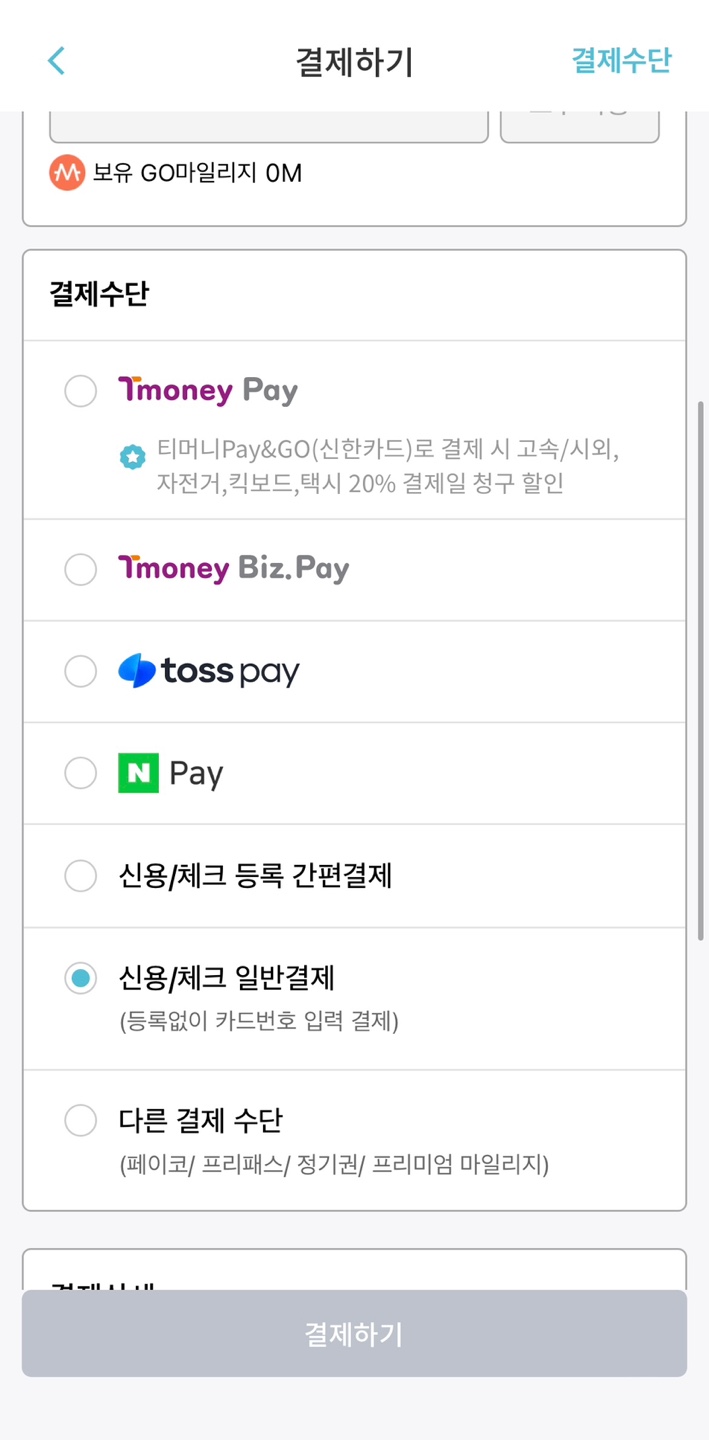 결제하기
결제수단
보유 GO마일리지 0M
결제수단
Tmoney Pay
티머니Pay&GO(신한카드)로 결제 시 고속/시외,
자전거,킥보드,택시 20% 결제일 청구 할인
Tmoney Biz.Pay
toss pay
N Pay
신용/체크 등록 간편결제
신용/체크 일반결제
(등록없이 카드번호 입력 결제)
다른 결제 수단
(페이코/ 프리패스/ 정기권/ 프리미엄 마일리지)
결제하기